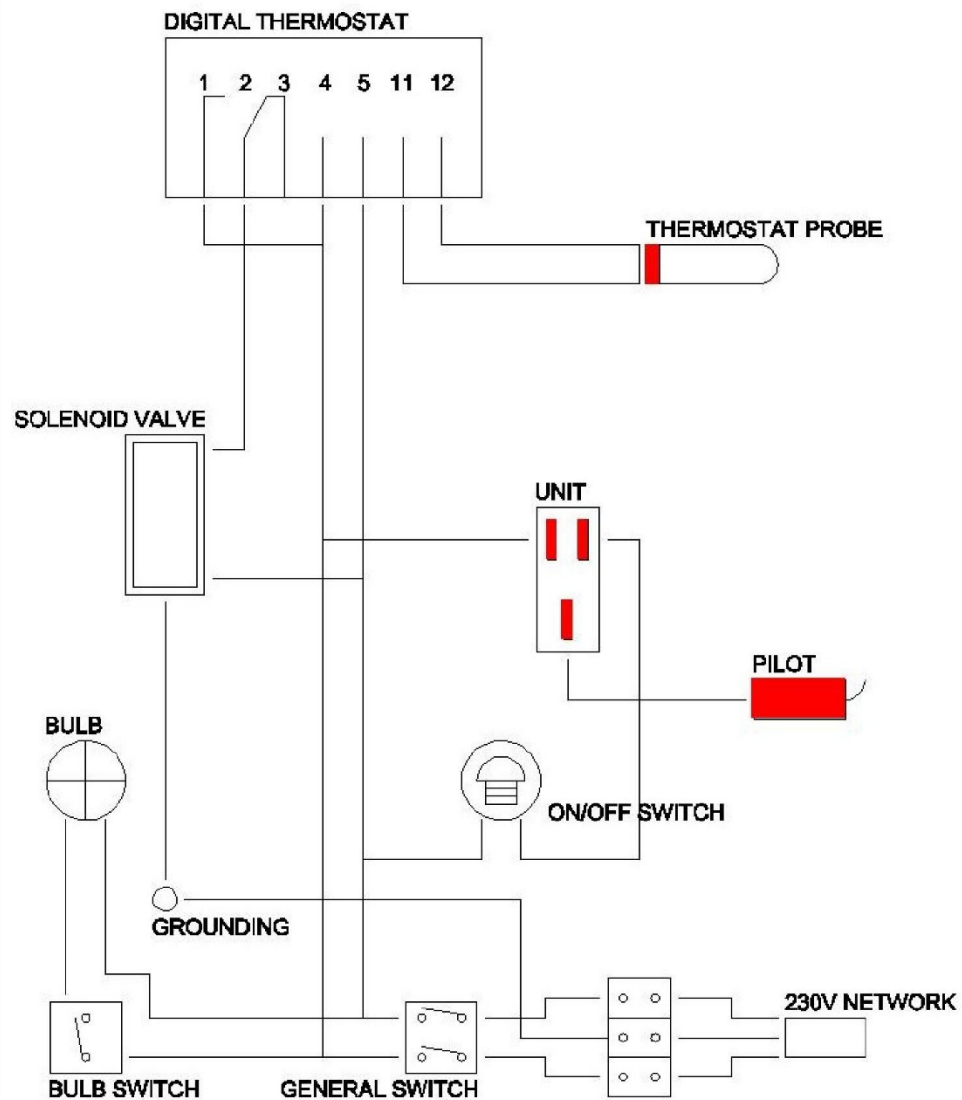 DIGITAL THERMOSTAT
1 2 3 4 5 11 12
THERMOSTAT PROBE
SOLENOID VALVE
UNIT
PILOT
BULB
ON/OFF SWITCH
GROUNDING
230V NETWORK
BULB SWITCH
GENERAL SWITCH